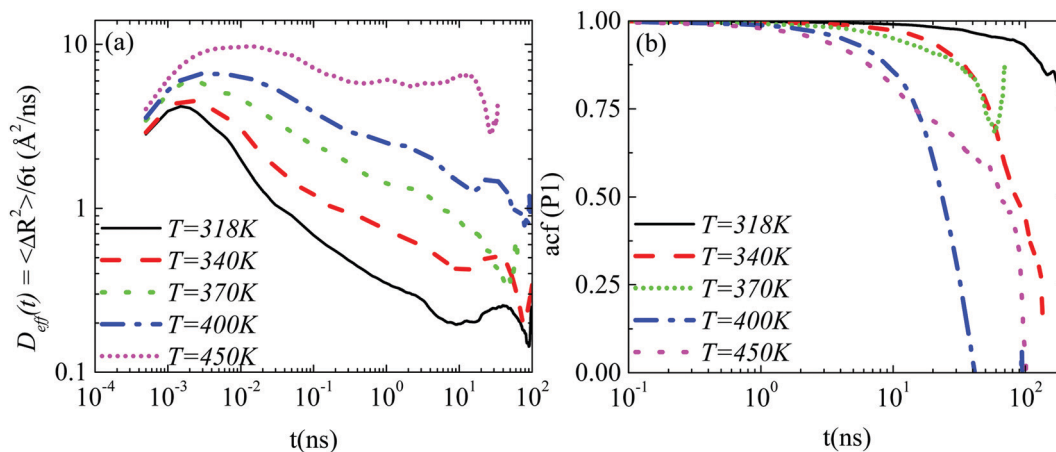 (a)
10
1
0.1
D_eff(t) = <ΔR²>/6t (Å²/ns)
T=318K
T=340K
T=370K
T=400K
T=450K
10⁻⁴ 10⁻³ 10⁻² 10⁻¹ 10⁰ 10¹ 10²
t(ns)
(b)
1.00
0.75
0.50
0.25
0.00
acf (P1)
T=318K
T=340K
T=370K
T=400K
T=450K
10⁻¹ 10⁰ 10¹ 10²
t(ns)